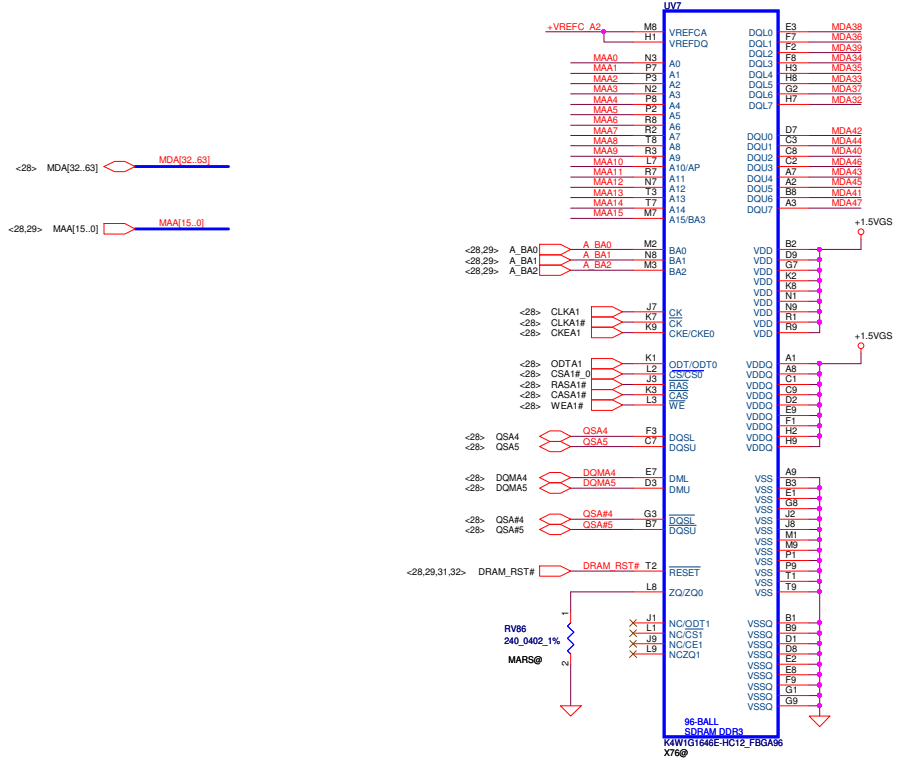 UV7
+VREFC_A2 M8 VREFCA DQL0 E3 MDA38
H1 VREFDQ DQL1 F7 MDA36
DQL2 F2 MDA39
MAA0 N3 A0 DQL3 F8 MDA34
MAA1 P7 A1 DQL4 H3 MDA35
MAA2 P3 A2 DQL5 H8 MDA33
MAA3 N2 A3 DQL6 G2 MDA37
MAA4 P8 A4 DQL7 H7 MDA32
MAA5 P2 A5
MAA6 R8 A6
MAA7 R2 A7 DQU0 D7 MDA42
MAA8 T8 A8 DQU1 C3 MDA44
MAA9 R3 A9 DQU2 C8 MDA40
MAA10 L7 A10/AP DQU3 C2 MDA46
MAA11 R7 A11 DQU4 A7 MDA43
MAA12 N7 A12 DQU5 A2 MDA45
MAA13 T3 A13 DQU6 B8 MDA41
MAA14 T7 A14 DQU7 A3 MDA47
MAA15 M7 A15/BA3
<28> MDA[32..63] MDA[32..63]
<28,29> MAA[15..0] MAA[15..0]
+1.5VGS
<28,29> A_BA0 A_BA0 M2 BA0 VDD B2
<28,29> A_BA1 A_BA1 N8 BA1 VDD D9
<28,29> A_BA2 A_BA2 M3 BA2 VDD G7
VDD K2
VDD K8
VDD N1
<28> CLKA1 J7 CK VDD N9
<28> CLKA1# K7 CK VDD R1
<28> CKEA1 K9 CKE/CKE0 VDD R9
+1.5VGS
<28> ODTA1 K1 ODT/ODT0 VDDQ A1
<28> CSA1#_0 L2 CS/CS0 VDDQ A8
<28> RASA1# J3 RAS VDDQ C1
<28> CASA1# K3 CAS VDDQ C9
<28> WEA1# L3 WE VDDQ D2
VDDQ E9
VDDQ F1
<28> QSA4 QSA4 F3 DQSL VDDQ H2
<28> QSA5 QSA5 C7 DQSU VDDQ H9
<28> DQMA4 DQMA4 E7 DML VSS A9
<28> DQMA5 DQMA5 D3 DMU VSS B3
VSS E1
VSS G8
<28> QSA#4 QSA#4 G3 DQSL VSS J2
<28> QSA#5 QSA#5 B7 DQSU VSS J8
VSS M1
VSS M9
VSS P1
<28,29,31,32> DRAM_RST# DRAM_RST# T2 RESET VSS P9
VSS T1
L8 ZQ/ZQ0 VSS T9
1
RV86
240_0402_1%
MARS@
2
J1 NC/ODT1 VSSQ B1
L1 NC/CS1 VSSQ B9
J9 NC/CE1 VSSQ D1
L9 NCZQ1 VSSQ D8
VSSQ E2
VSSQ E8
VSSQ F9
VSSQ G1
VSSQ G9
96-BALL
SDRAM DDR3
K4W1G1646E-HC12_FBGA96
X76@